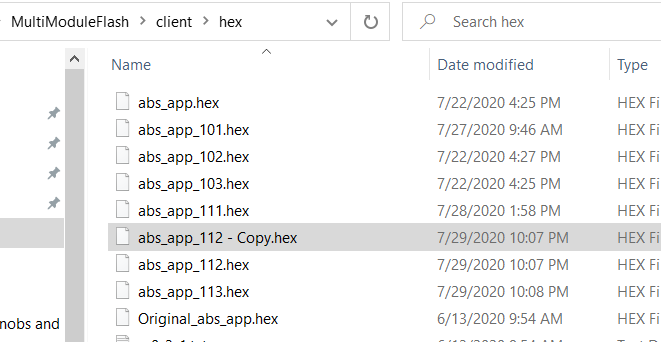 MultiModuleFlash > client > hex
Search hex
Name Date modified Type
abs_app.hex 7/22/2020 4:25 PM HEX Fi
abs_app_101.hex 7/27/2020 9:46 AM HEX Fi
abs_app_102.hex 7/22/2020 4:27 PM HEX Fi
abs_app_103.hex 7/22/2020 4:25 PM HEX Fi
abs_app_111.hex 7/28/2020 1:58 PM HEX Fi
abs_app_112 - Copy.hex 7/29/2020 10:07 PM HEX Fi
abs_app_112.hex 7/29/2020 10:07 PM HEX Fi
abs_app_113.hex 7/29/2020 10:08 PM HEX Fi
Original_abs_app.hex 6/13/2020 9:54 AM HEX Fi
nobs and